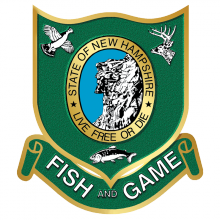 STATE OF NEW HAMPSHIRE
LIVE FREE OR DIE
FISH AND GAME